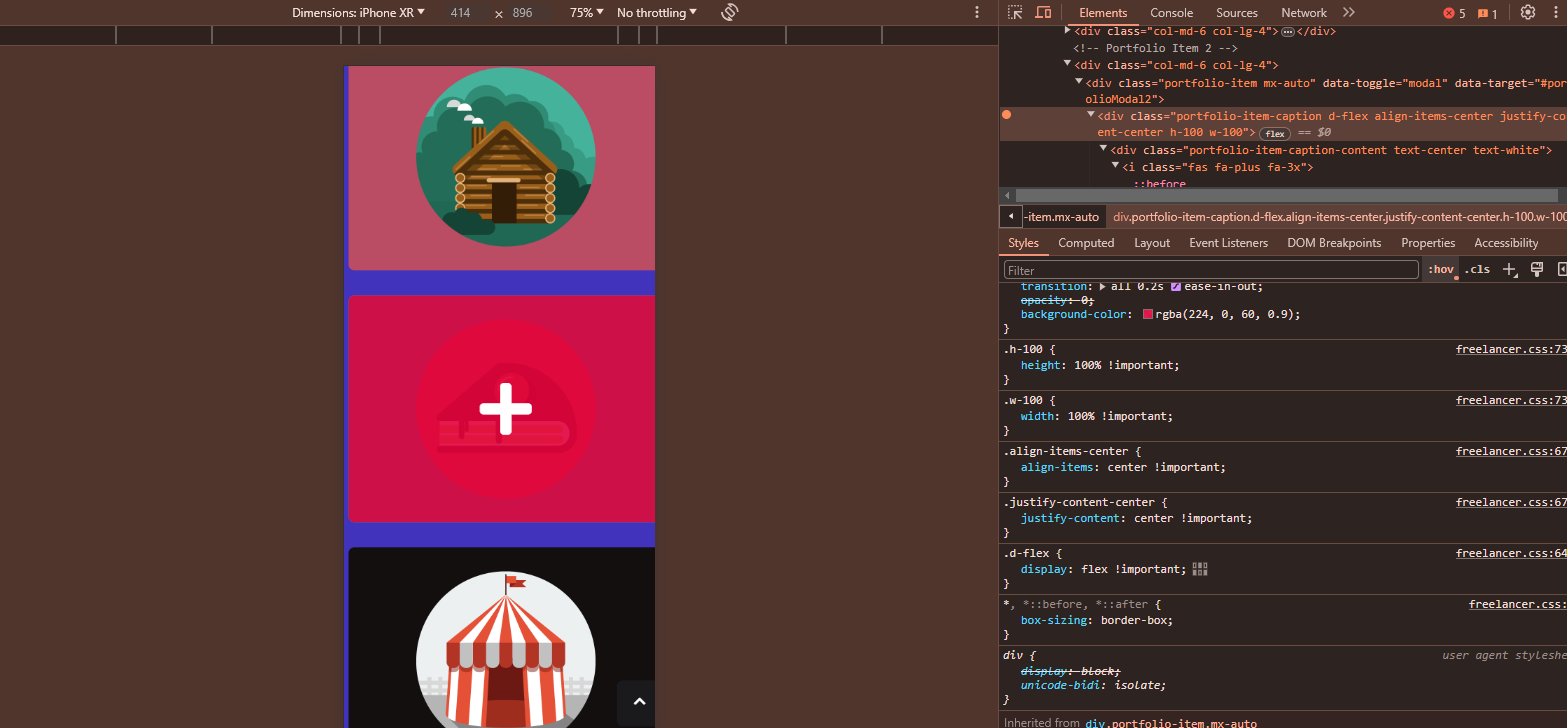 Dimensions: iPhone XR 414 × 896 75% No throttling
Elements Console Sources Network 5 1
<div class="col-md-6 col-lg-4"> </div>
<!-- Portfolio Item 2 -->
<div class="col-md-6 col-lg-4">
<div class="portfolio-item mx-auto" data-toggle="modal" data-target="#por
olioModal2">
<div class="portfolio-item-caption d-flex align-items-center justify-co
ent-center h-100 w-100"> flex == $0
<div class="portfolio-item-caption-content text-center text-white">
<i class="fas fa-plus fa-3x">
::before
-item.mx-auto div.portfolio-item-caption.d-flex.align-items-center.justify-content-center.h-100.w-100
Styles Computed Layout Event Listeners DOM Breakpoints Properties Accessibility
Filter :hov .cls
transition: all 0.2s ease-in-out;
opacity: 0;
background-color: rgba(224, 0, 60, 0.9);
}
.h-100 { freelancer.css:73
height: 100% !important;
}
.w-100 { freelancer.css:73
width: 100% !important;
}
.align-items-center { freelancer.css:67
align-items: center !important;
}
.justify-content-center { freelancer.css:67
justify-content: center !important;
}
.d-flex { freelancer.css:64
display: flex !important;
}
*, *::before, *::after { freelancer.css:
box-sizing: border-box;
}
div { user agent styleshe
display: block;
unicode-bidi: isolate;
}
Inherited from div.portfolio-item.mx-auto